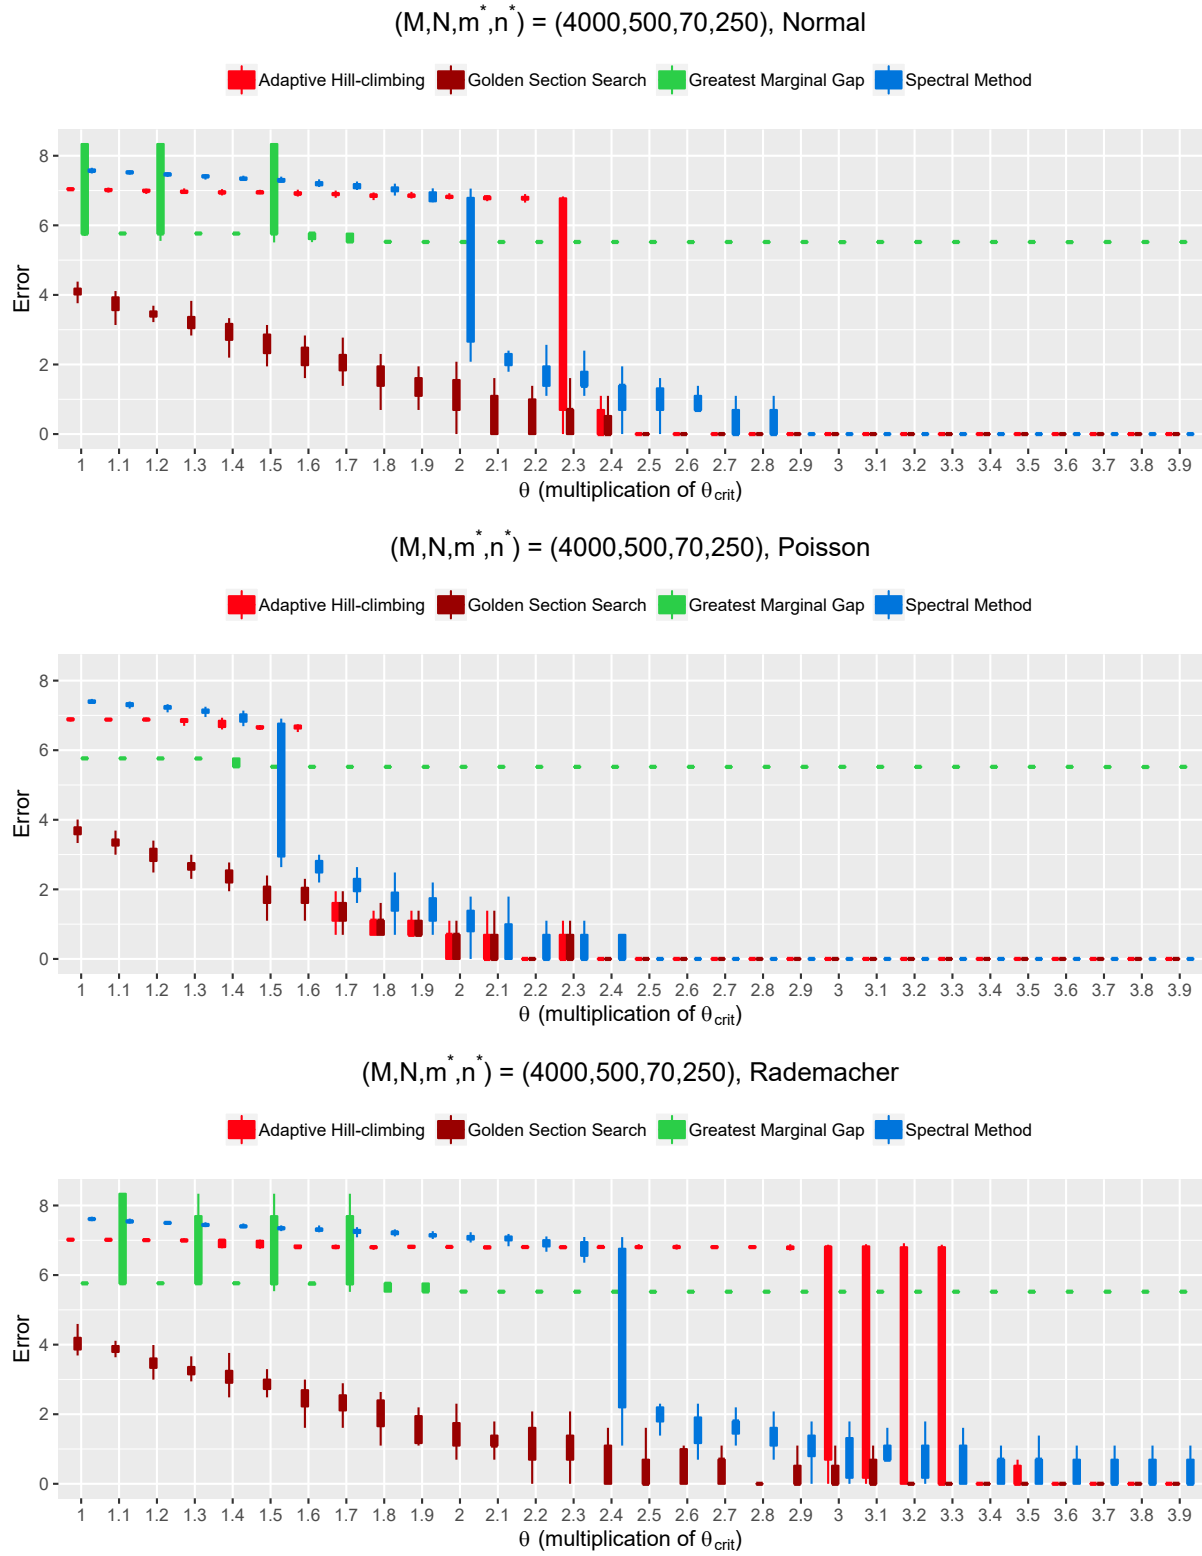 (M,N,m*,n*) = (4000,500,70,250), Normal
Adaptive Hill-climbing Golden Section Search Greatest Marginal Gap Spectral Method
8
6
4
2
0
Error
1 1.1 1.2 1.3 1.4 1.5 1.6 1.7 1.8 1.9 2 2.1 2.2 2.3 2.4 2.5 2.6 2.7 2.8 2.9 3 3.1 3.2 3.3 3.4 3.5 3.6 3.7 3.8 3.9
θ (multiplication of θcrit)
(M,N,m*,n*) = (4000,500,70,250), Poisson
Adaptive Hill-climbing Golden Section Search Greatest Marginal Gap Spectral Method
8
6
4
2
0
Error
1 1.1 1.2 1.3 1.4 1.5 1.6 1.7 1.8 1.9 2 2.1 2.2 2.3 2.4 2.5 2.6 2.7 2.8 2.9 3 3.1 3.2 3.3 3.4 3.5 3.6 3.7 3.8 3.9
θ (multiplication of θcrit)
(M,N,m*,n*) = (4000,500,70,250), Rademacher
Adaptive Hill-climbing Golden Section Search Greatest Marginal Gap Spectral Method
8
6
4
2
0
Error
1 1.1 1.2 1.3 1.4 1.5 1.6 1.7 1.8 1.9 2 2.1 2.2 2.3 2.4 2.5 2.6 2.7 2.8 2.9 3 3.1 3.2 3.3 3.4 3.5 3.6 3.7 3.8 3.9
θ (multiplication of θcrit)